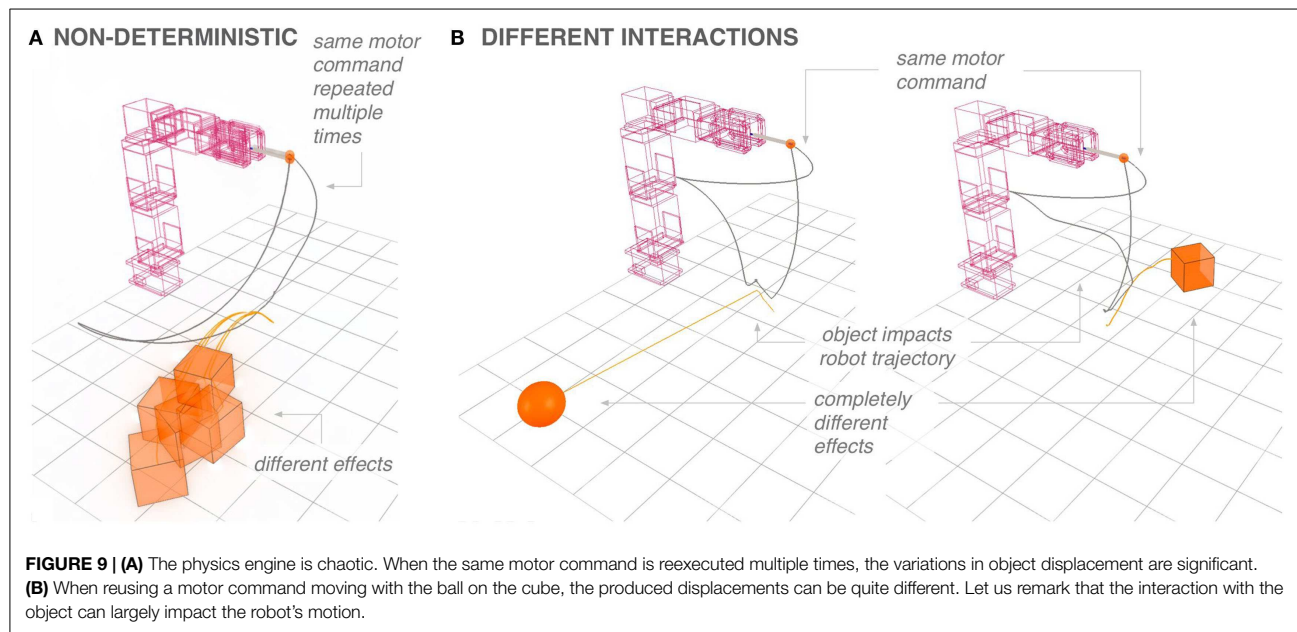 A NON-DETERMINISTIC
same motor
command
repeated
multiple
times
different effects
B DIFFERENT INTERACTIONS
same motor
command
object impacts
robot trajectory
completely
different
effects
FIGURE 9 | (A) The physics engine is chaotic. When the same motor command is reexecuted multiple times, the variations in object displacement are significant.
(B) When reusing a motor command moving with the ball on the cube, the produced displacements can be quite different. Let us remark that the interaction with the
object can largely impact the robot's motion.